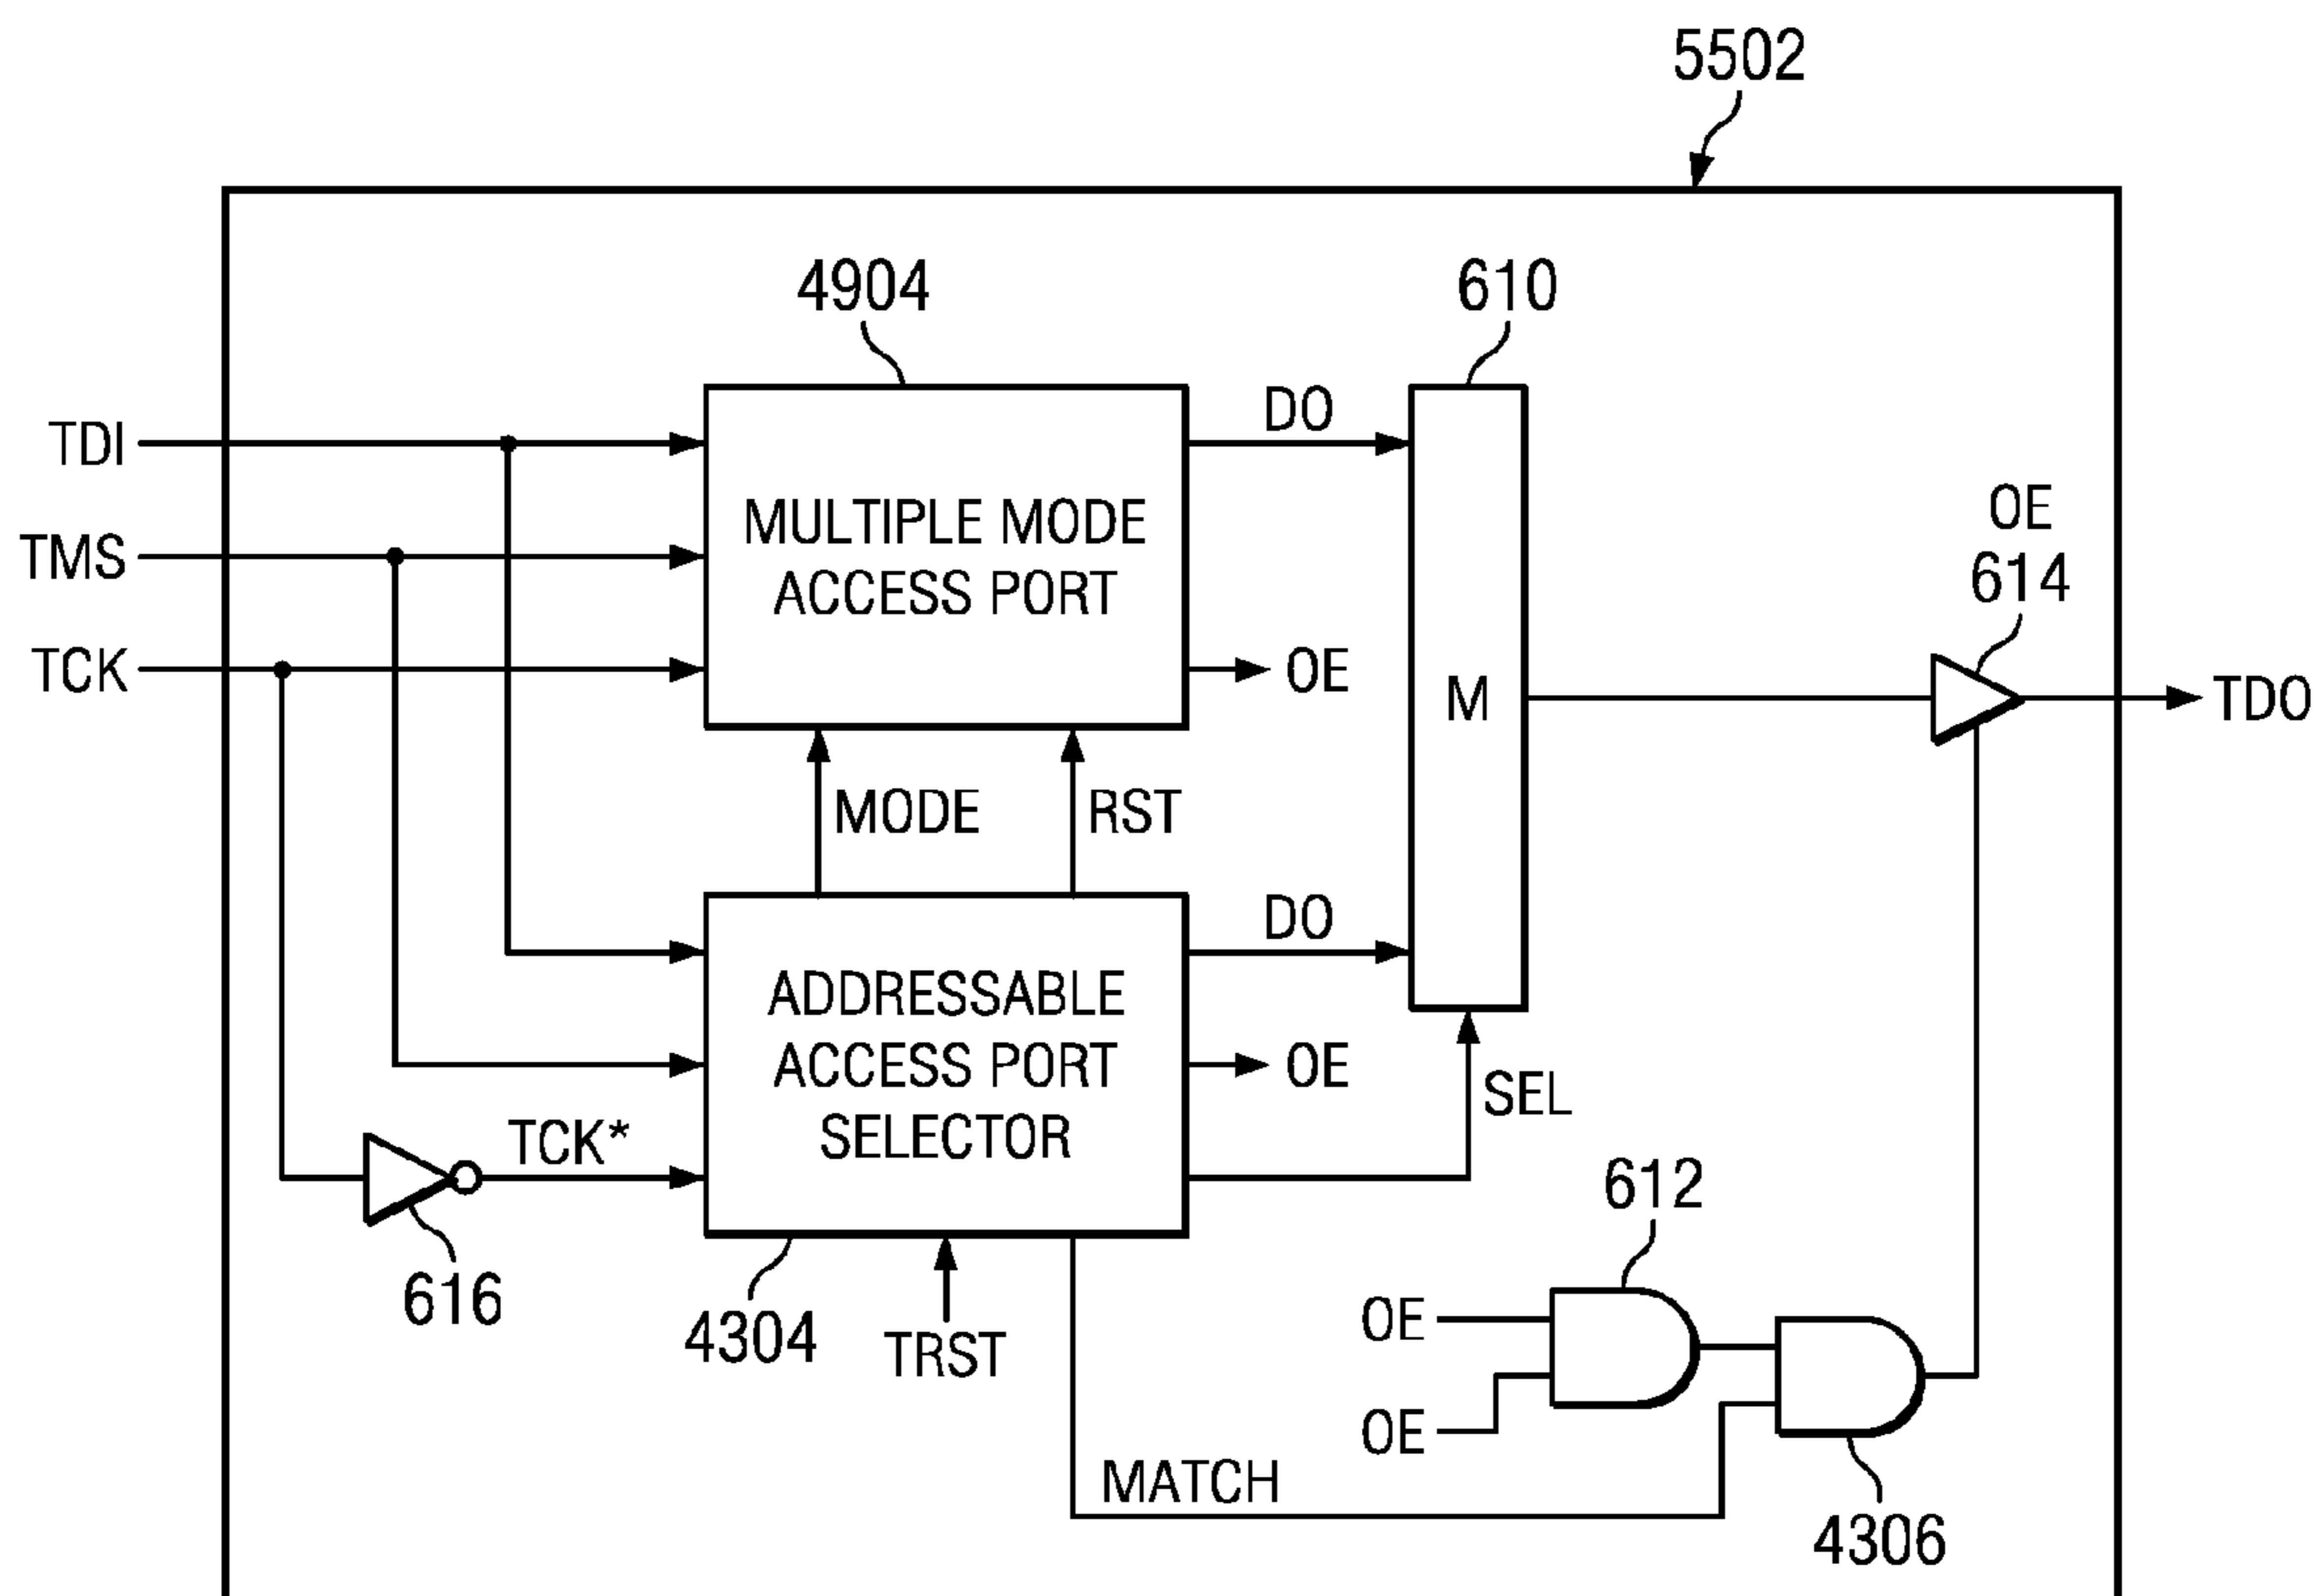 5502
4904
610
TDI
DO
MULTIPLE MODE
ACCESS PORT
OE
614
TMS
TCK
OE
M
TDO
MODE
RST
DO
ADDRESSABLE
ACCESS PORT
SELECTOR
OE
SEL
TCK*
616
4304
TRST
612
OE
OE
MATCH
4306